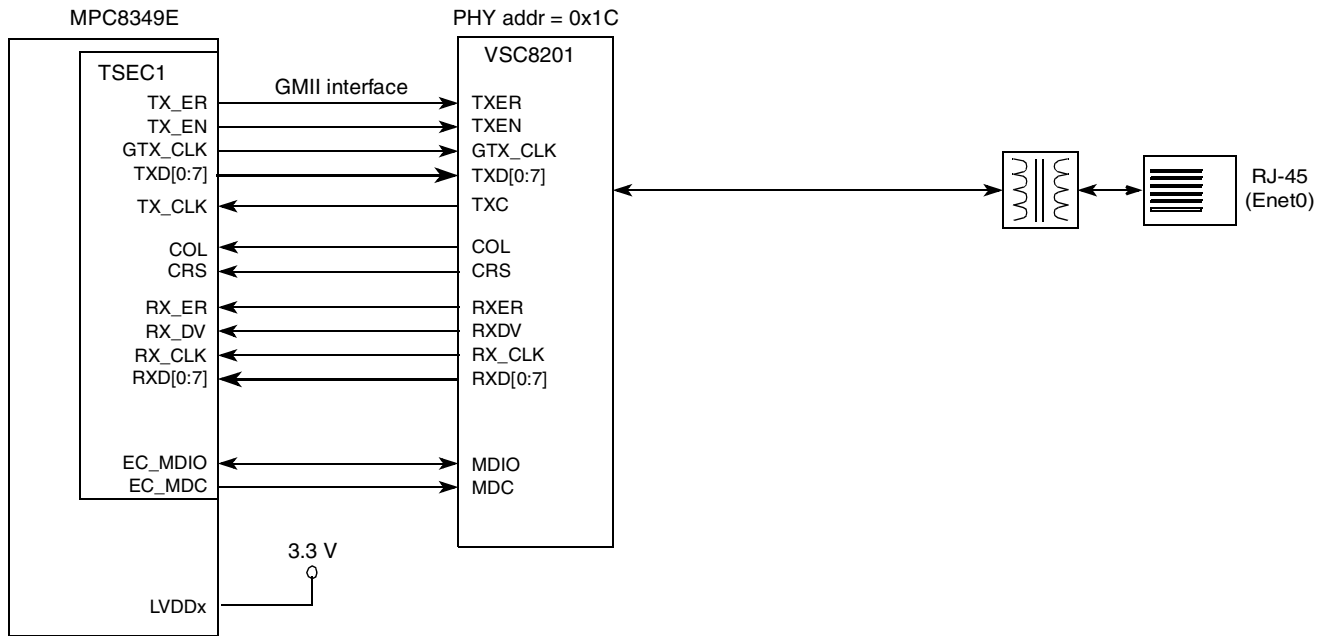 MPC8349E
PHY addr = 0x1C
TSEC1
GMII interface
VSC8201
TX_ER
TXER
TX_EN
TXEN
GTX_CLK
GTX_CLK
TXD[0:7]
TXD[0:7]
TX_CLK
TXC
COL
COL
CRS
CRS
RX_ER
RXER
RX_DV
RXDV
RX_CLK
RX_CLK
RXD[0:7]
RXD[0:7]
EC_MDIO
MDIO
EC_MDC
MDC
RJ-45
(Enet0)
3.3 V
LVDDx